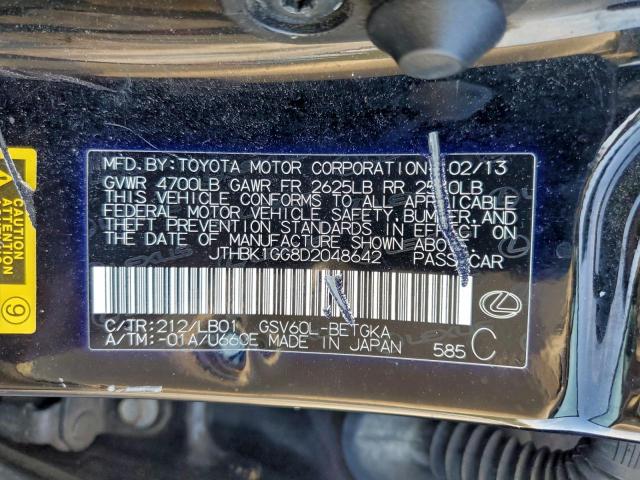 MFD.BY:TOYOTA MOTOR CORPORATION 02/13
GVWR 4700LB GAWR FR 2625LB RR
THIS VEHICLE CONFORMS TO ALL APPLICABLE
FEDERAL MOTOR VEHICLE SAFETY, BUMPER, AND
THEFT PREVENTION STANDARDS IN EFFECT ON
THE DATE OF MANUFACTURE SHOWN ABOVE.
JTHBK1GG8D2048642 PASS.CAR
C/TR:212/LB01 GSV60L-BETGKA
A/TM:-01A/U660E MADE IN JAPAN 585 C
CAUTION
ATTENTION
9